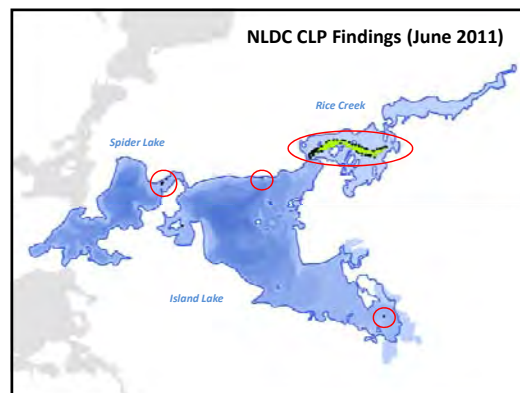 NLDC CLP Findings (June 2011)
Rice Creek
Spider Lake
Island Lake